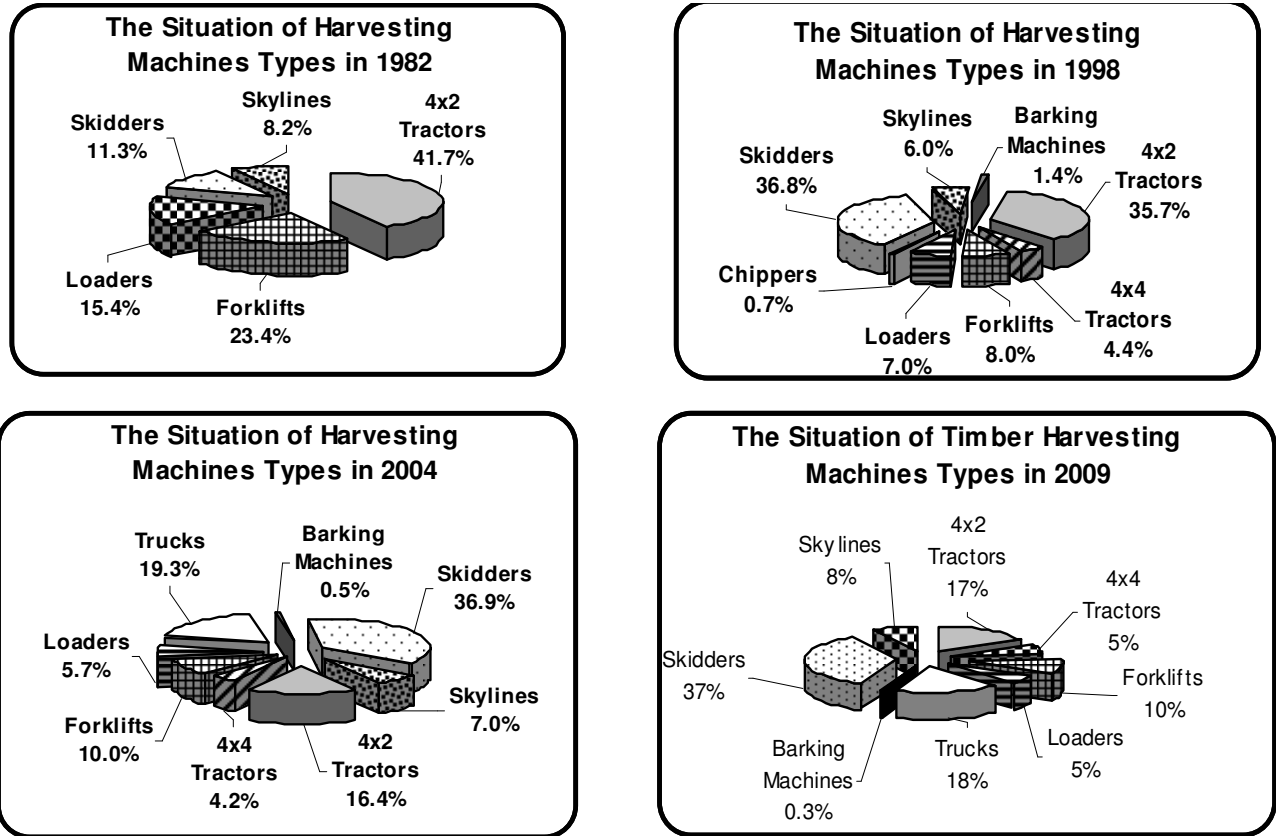 The Situation of Harvesting
Machines Types in 1982
Skylines
8.2%
4x2
Tractors
41.7%
Skidders
11.3%
Loaders
15.4%
Forklifts
23.4%
The Situation of Harvesting
Machines Types in 1998
Skylines
6.0%
Barking
Machines
1.4%
4x2
Tractors
35.7%
Skidders
36.8%
Chippers
0.7%
Loaders
7.0%
Forklifts
8.0%
4x4
Tractors
4.4%
The Situation of Harvesting
Machines Types in 2004
Trucks
19.3%
Barking
Machines
0.5%
Skidders
36.9%
Loaders
5.7%
Forklifts
10.0%
4x4
Tractors
4.2%
4x2
Tractors
16.4%
Skylines
7.0%
The Situation of Timber Harvesting
Machines Types in 2009
Skylines
8%
4x2
Tractors
17%
4x4
Tractors
5%
Skidders
37%
Forklifts
10%
Barking
Machines
0.3%
Trucks
18%
Loaders
5%